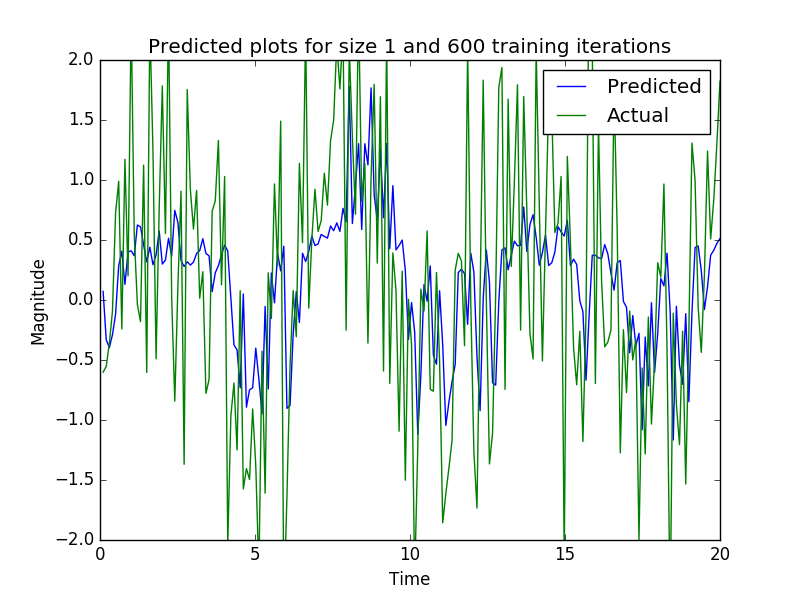 Predicted plots for size 1 and 600 training iterations
Predicted
Actual
2.0
1.5
1.0
0.5
0.0
−0.5
−1.0
−1.5
−2.0
Magnitude
0 5 10 15 20
Time